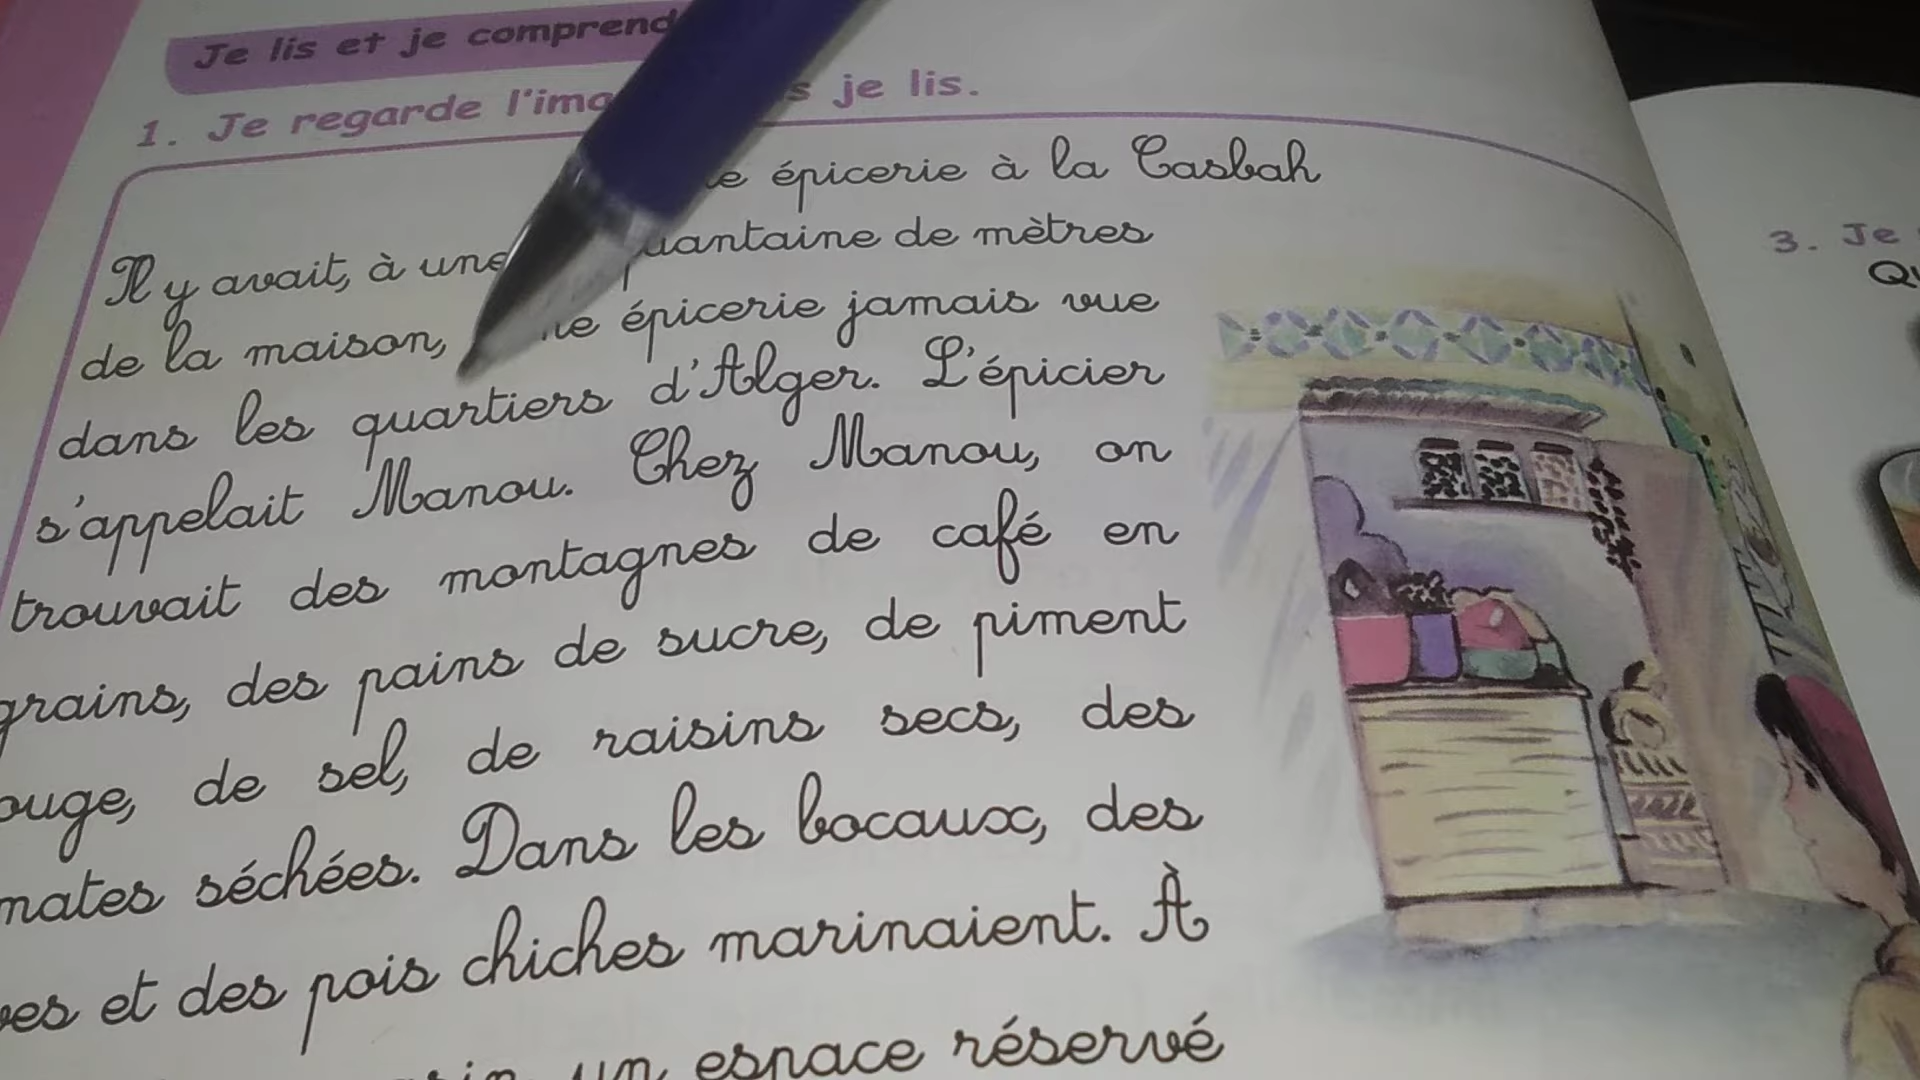 Je lis et je comprend
1. Je regarde l'ima s je lis.
épicerie à la Casbah
Il y avait, à une quantaine de mètres
de la maison, épicerie jamais vue
dans les quartiers d'Alger. L'épicier
s'appelait Manou. Chez Manou, on
trouvait des montagnes de café en
grains, des pains de sucre, de piment
ouge, de sel, de raisins secs, des
mates séchées. Dans les bocaux, des
es et des pois chiches marinaient. À
un espace réservé
3. Je
Qu